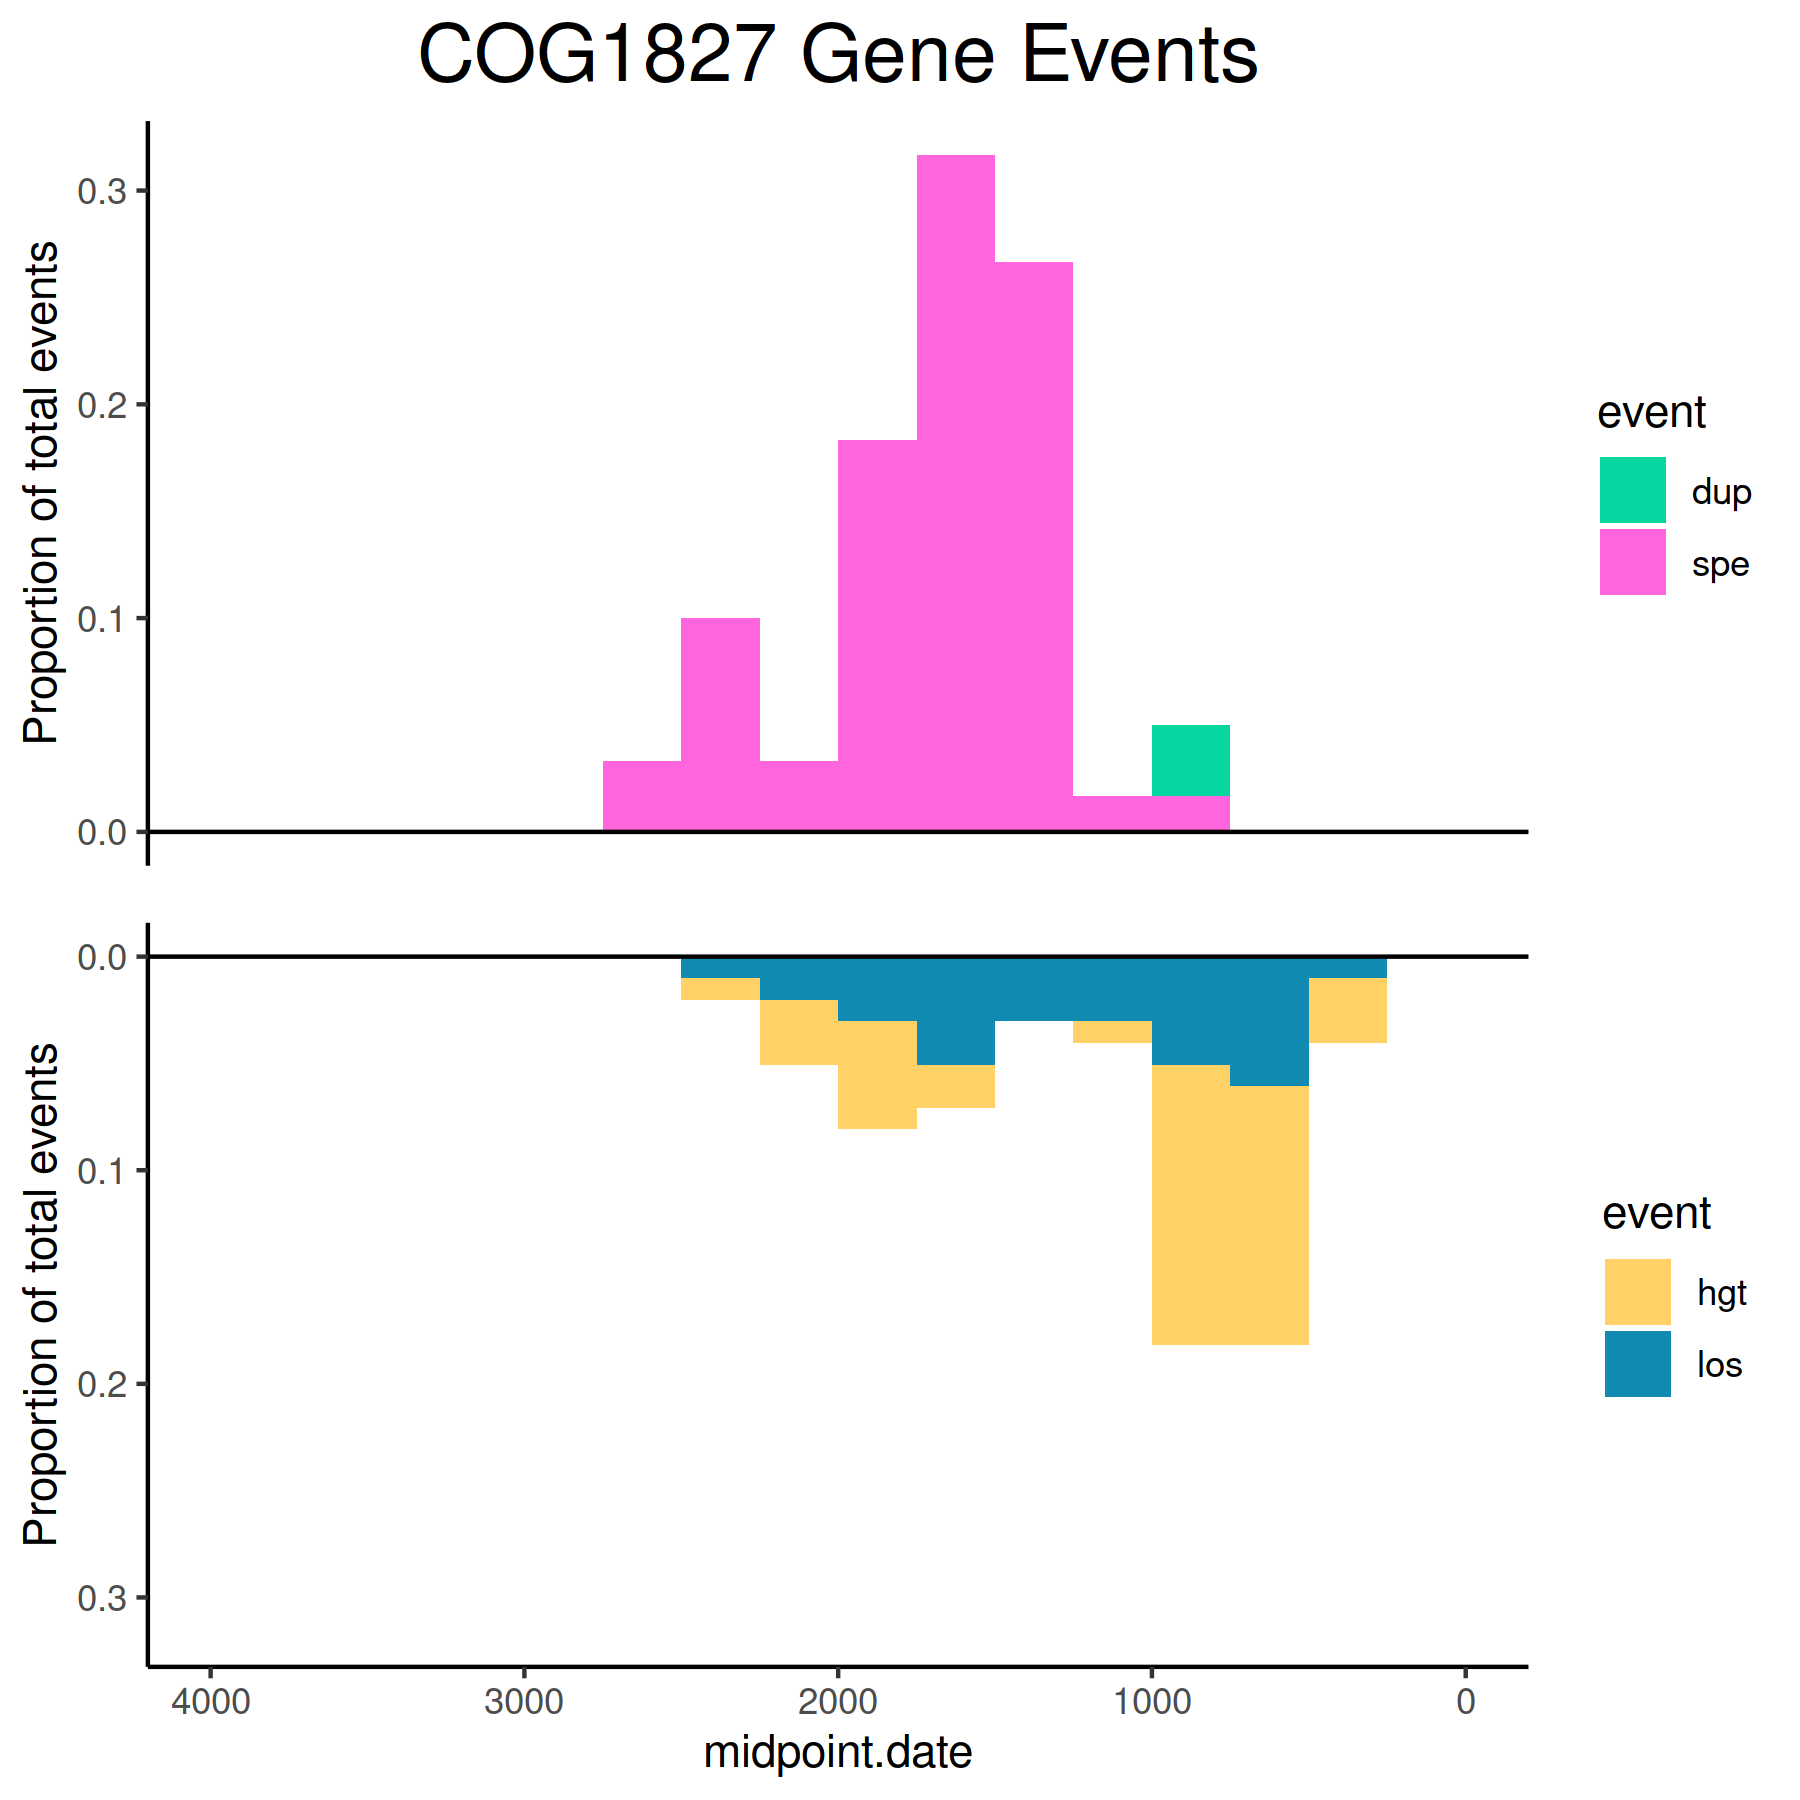 COG1827 Gene Events
Proportion of total events
0.3
0.2
0.1
0.0
event
dup
spe
Proportion of total events
0.0
0.1
0.2
0.3
event
hgt
los
4000 3000 2000 1000 0
midpoint.date